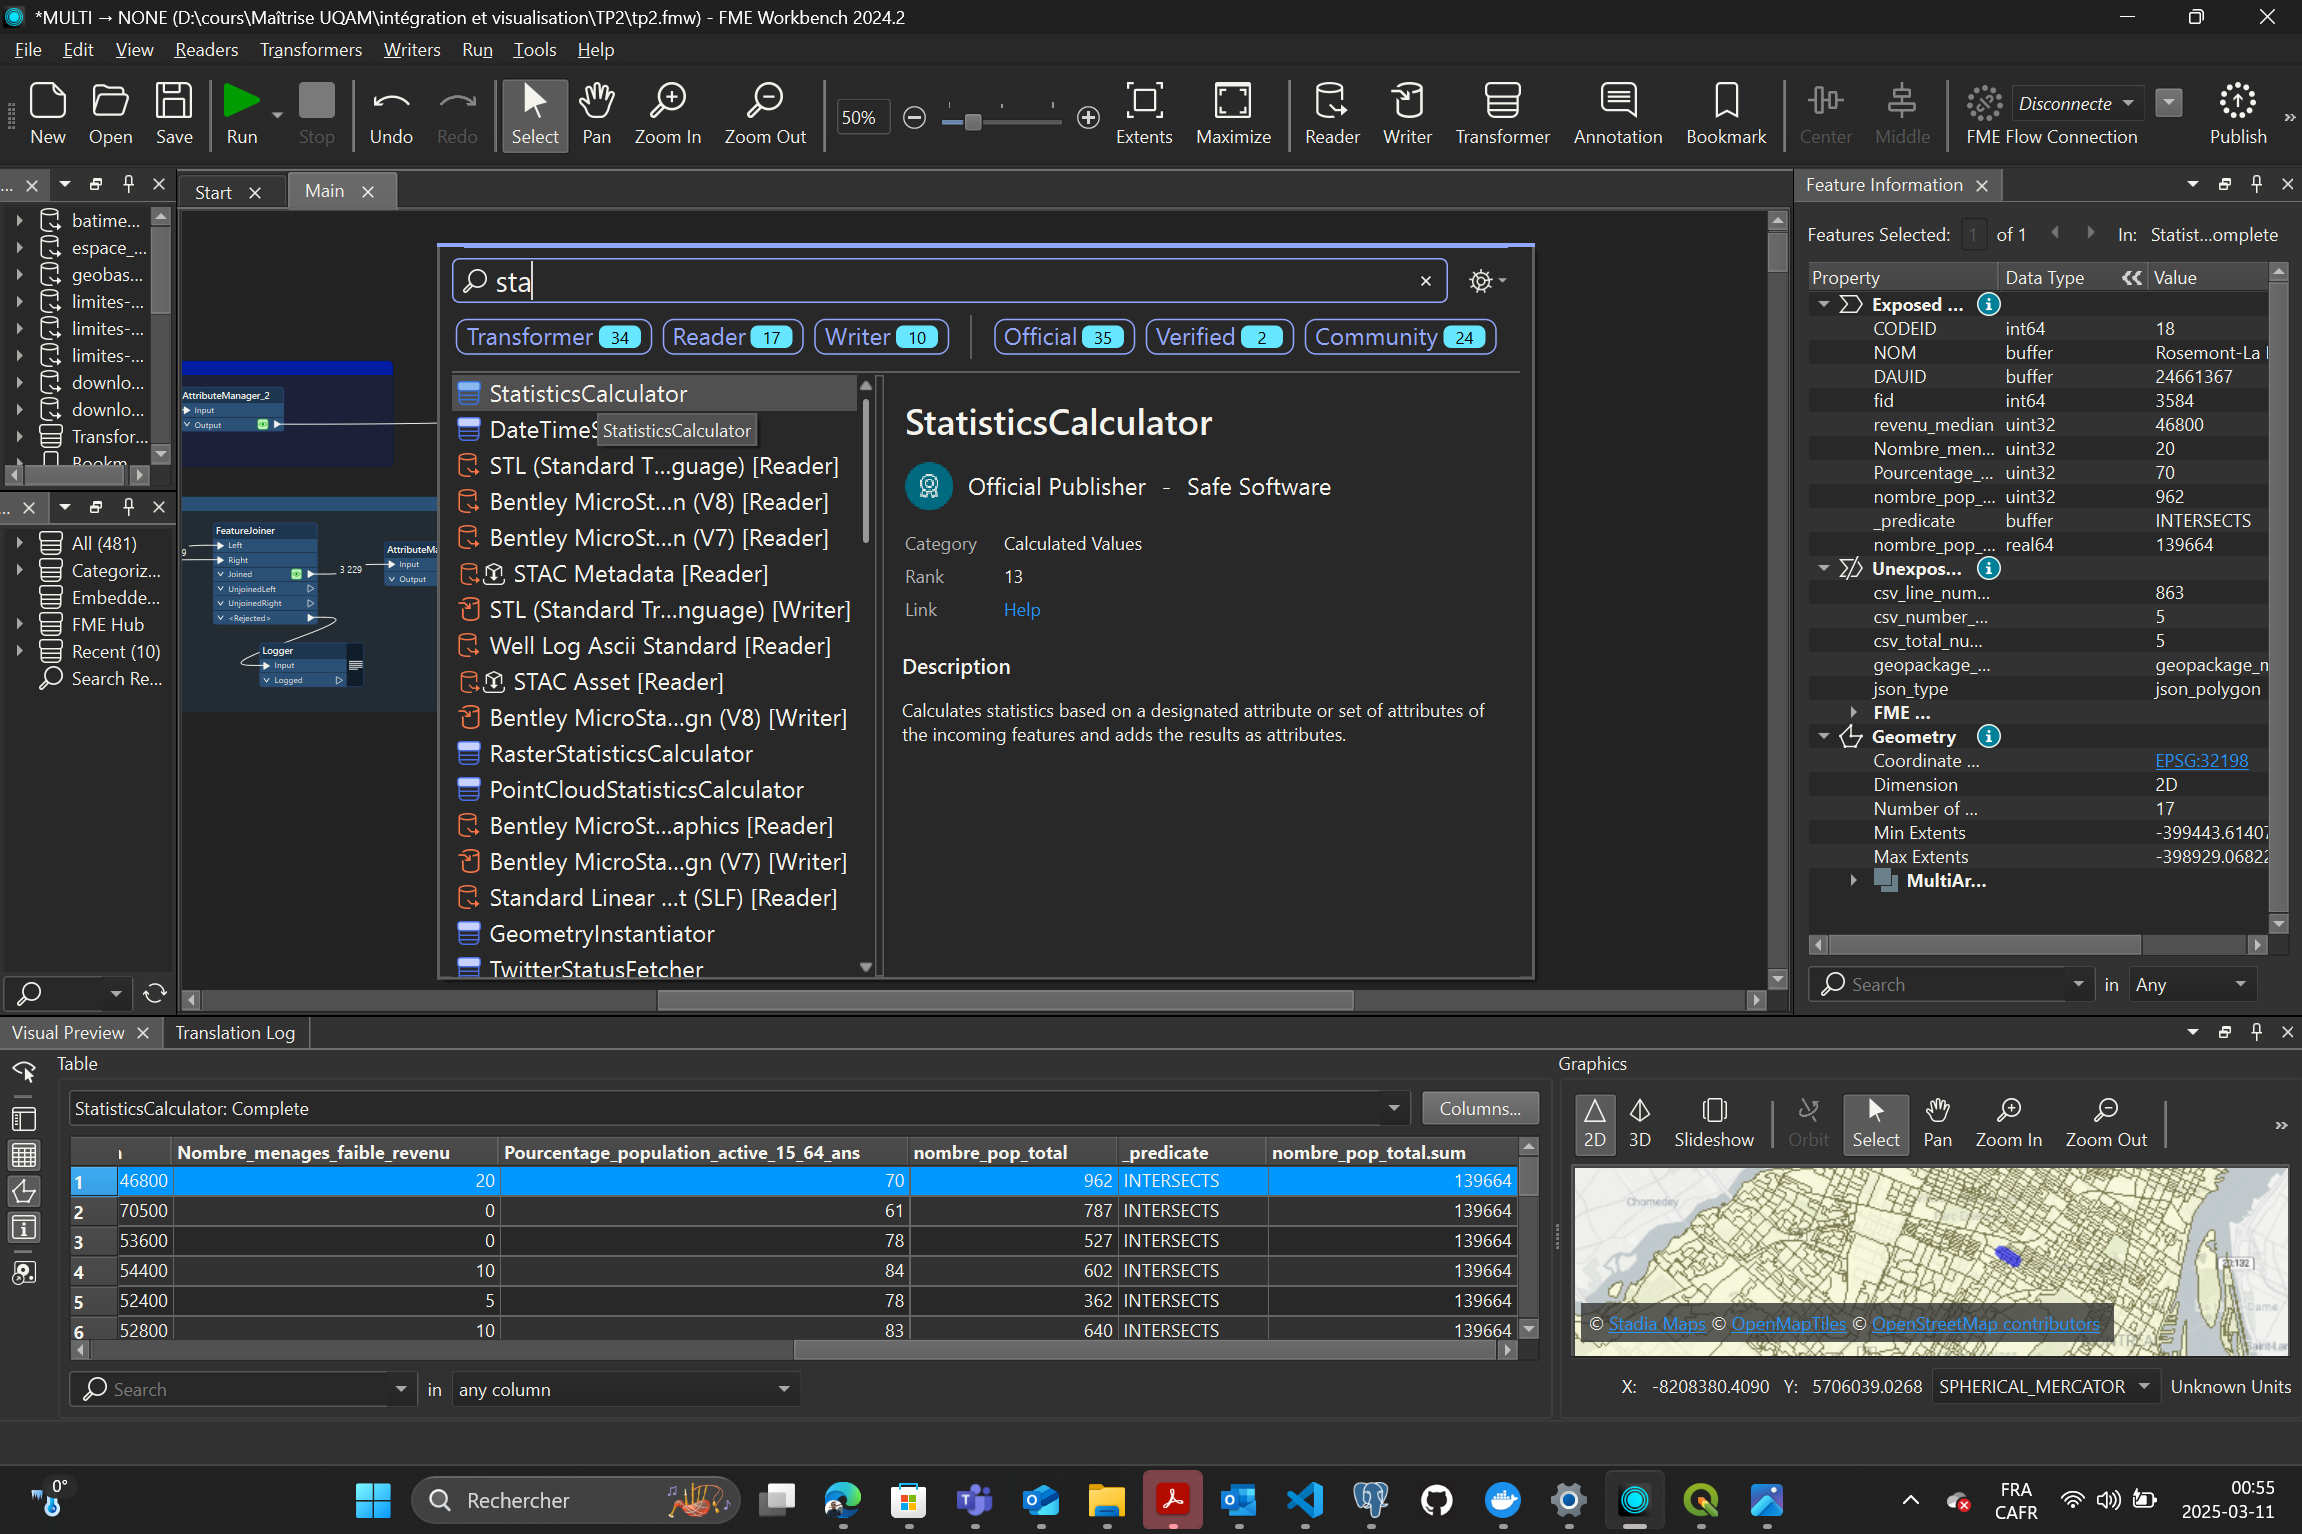 *MULTI → NONE (D:\cours\Maîtrise UQAM\intégration et visualisation\TP2\tp2.fmw) - FME Workbench 2024.2
File Edit View Readers Transformers Writers Run Tools Help
New Open Save Run Stop Undo Redo Select Pan Zoom In Zoom Out 50% Extents Maximize Reader Writer Transformer Annotation Bookmark Center Middle Disconnecte FME Flow Connection Publish
...
batime...
espace_...
geobas...
limites-...
limites-...
limites-...
downlo...
downlo...
Transfor...
Bookm
...
All (481)
Categoriz...
Embedde...
FME Hub
Recent (10)
Search Re...
Start Main
AttributeManager_2
Input
Output
FeatureJoiner
Left
Right
Joined
UnjoinedLeft
UnjoinedRight
<Rejected>
9
3 229
AttributeMa
Input
Output
Logger
Input
Logged
sta
Transformer 34 Reader 17 Writer 10 Official 35 Verified 2 Community 24
StatisticsCalculator
DateTimeS
StatisticsCalculator
STL (Standard T...guage) [Reader]
Bentley MicroSt...n (V8) [Reader]
Bentley MicroSt...n (V7) [Reader]
STAC Metadata [Reader]
STL (Standard Tr...nguage) [Writer]
Well Log Ascii Standard [Reader]
STAC Asset [Reader]
Bentley MicroSta...gn (V8) [Writer]
RasterStatisticsCalculator
PointCloudStatisticsCalculator
Bentley MicroSt...aphics [Reader]
Bentley MicroSta...gn (V7) [Writer]
Standard Linear ...t (SLF) [Reader]
GeometryInstantiator
TwitterStatusFetcher
StatisticsCalculator
Official Publisher - Safe Software
Category Calculated Values
Rank 13
Link Help
Description
Calculates statistics based on a designated attribute or set of attributes of
the incoming features and adds the results as attributes.
Feature Information
Features Selected: 1 of 1 In: Statist...omplete
Property Data Type Value
Exposed ...
CODEID int64 18
NOM buffer Rosemont-La
DAUID buffer 24661367
fid int64 3584
revenu_median uint32 46800
Nombre_men... uint32 20
Pourcentage_... uint32 70
nombre_pop_... uint32 962
_predicate buffer INTERSECTS
nombre_pop_... real64 139664
Unexpos...
csv_line_num... 863
csv_number_... 5
csv_total_nu... 5
geopackage_... geopackage_
json_type json_polygon
FME ...
Geometry
Coordinate ... EPSG:32198
Dimension 2D
Number of ... 17
Min Extents -399443.61407
Max Extents -398929.06822
MultiAr...
Search in Any
Visual Preview Translation Log
Table
StatisticsCalculator: Complete Columns...
Nombre_menages_faible_revenu Pourcentage_population_active_15_64_ans nombre_pop_total _predicate nombre_pop_total.sum
1 46800 20 70 962 INTERSECTS 139664
2 70500 0 61 787 INTERSECTS 139664
3 53600 0 78 527 INTERSECTS 139664
4 54400 10 84 602 INTERSECTS 139664
5 52400 5 78 362 INTERSECTS 139664
6 52800 10 83 640 INTERSECTS 139664
Search in any column
Graphics
2D 3D Slideshow Orbit Select Pan Zoom In Zoom Out
Chomedey
© Stadia Maps © OpenMapTiles © OpenStreetMap contributors
X: -8208380.4090 Y: 5706039.0268 SPHERICAL_MERCATOR Unknown Units
0°
Rechercher
FRA
CAFR
00:55
2025-03-11